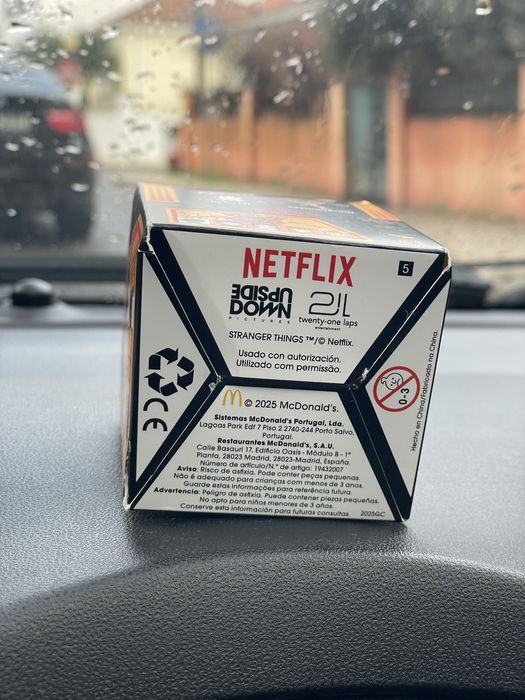 NETFLIX
5
UPSIDE
DOWN
PICTURES
21L
twenty-one laps
entertainment
STRANGER THINGS ™/© Netflix.
Usado con autorización.
Utilizado com permissão.
© 2025 McDonald's.
Sistemas McDonald's Portugal, Lda.
Lagoas Park Edf 7 Piso 2 2740-244 Porto Salvo,
Portugal.
Restaurantes McDonald's, S.A.U.
Calle Basauri 17, Edificio Oasis - Módulo B - 1ª
Planta, 28023 Madrid, 28023-Madrid, España.
Número de artículo/N.° de artigo: 19432007
Aviso: Risco de asfixia. Pode conter peças pequenas.
Não é adequado para crianças com menos de 3 anos.
Guarde estas informações para referência futura.
Advertencia: Peligro de asfixia. Puede contener piezas pequeñas.
No apto para niños menores de 3 años.
Conserve esta información para futuras consultas.
2025GC
CE
0-3
Hecho en China/Fabricado na China.